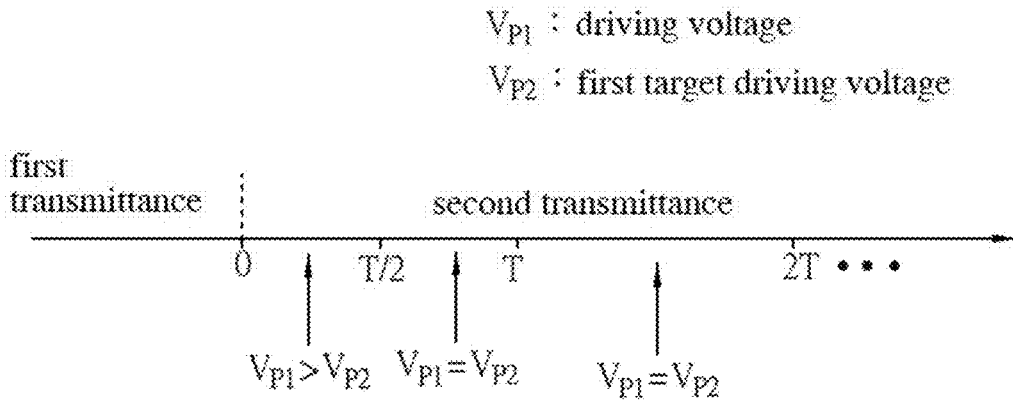 V_P1 : driving voltage
V_P2 : first target driving voltage
first
transmittance
second transmittance
0 T/2 T 2T • • •
V_P1 > V_P2 V_P1 = V_P2 V_P1 = V_P2